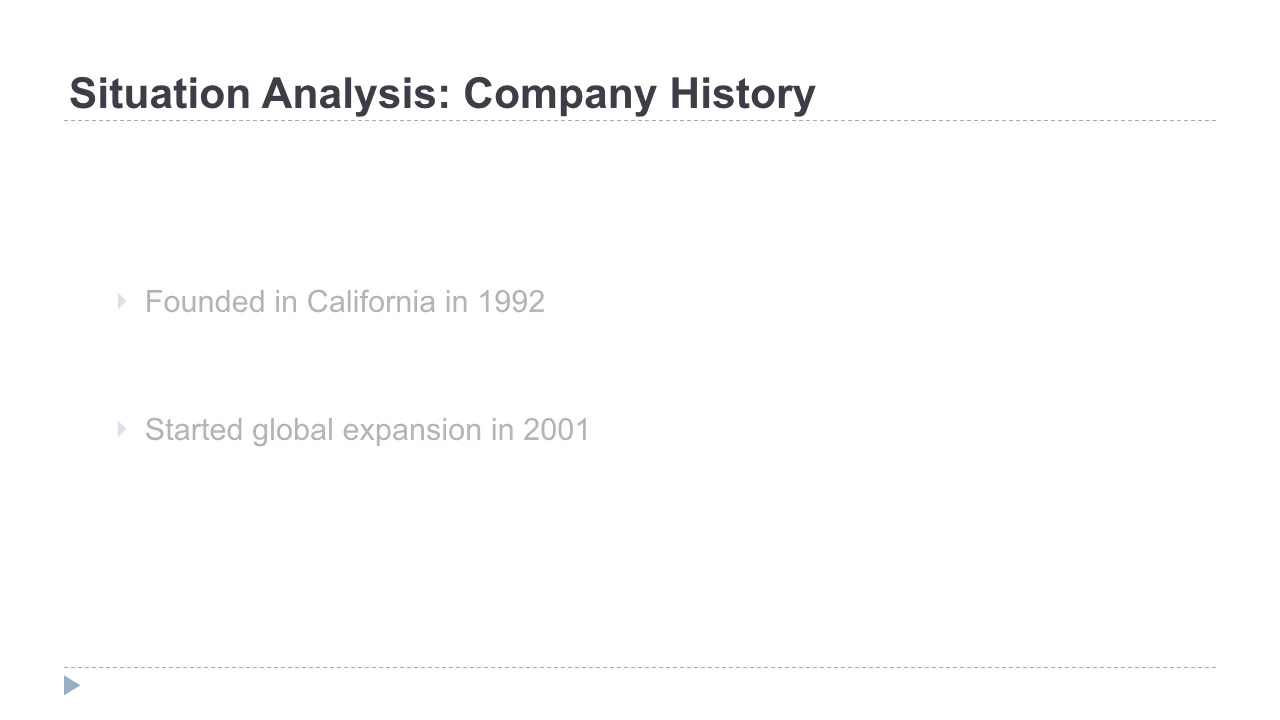 Situation Analysis: Company History
Founded in California in 1992
Started global expansion in 2001